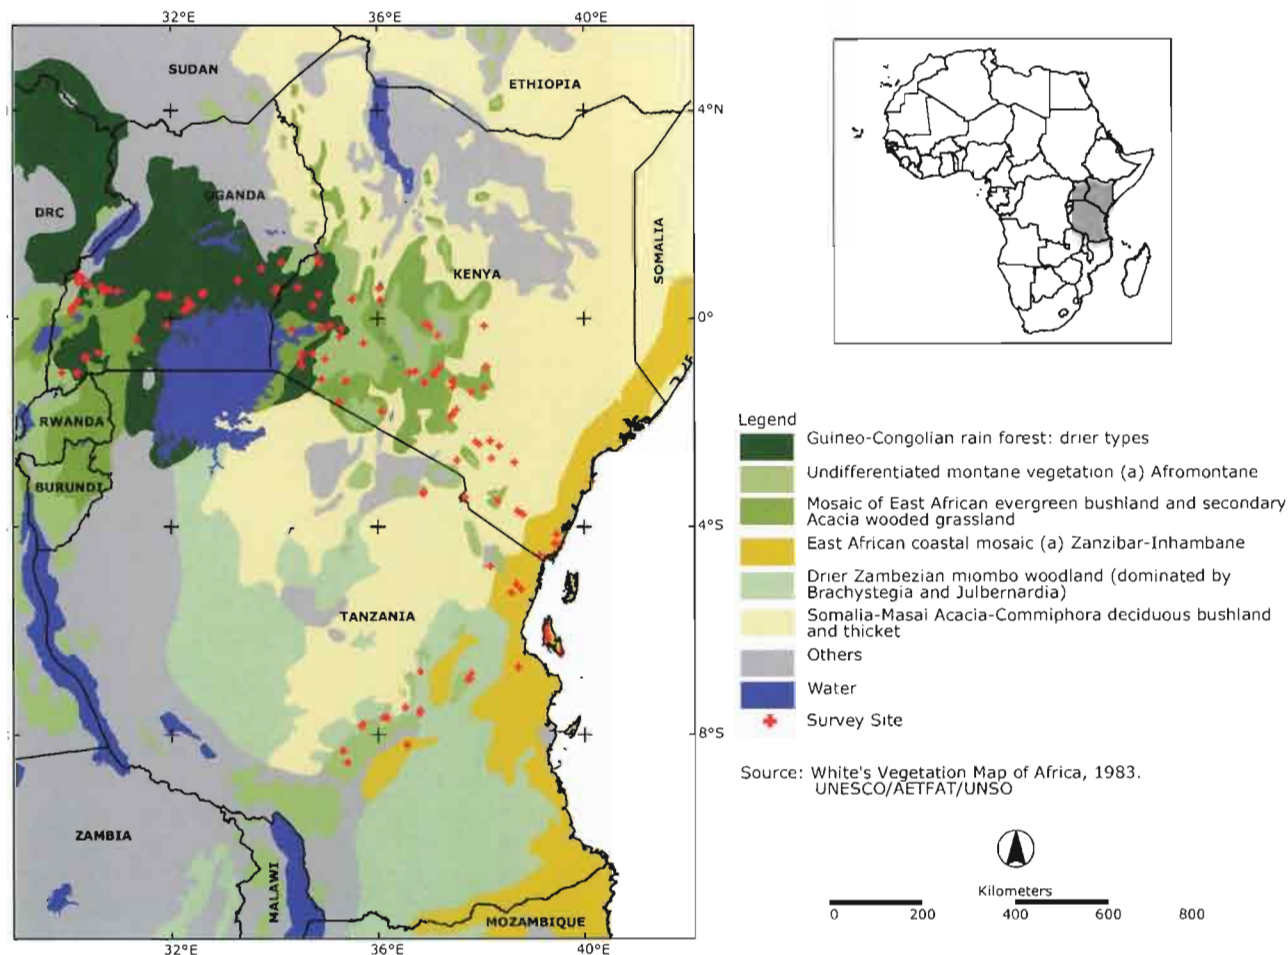 32°E 36°E 40°E
SUDAN
ETHIOPIA
4°N
UGANDA
DRC
KENYA
SOMALIA
0°
RWANDA
BURUNDI
4°S
TANZANIA
8°S
ZAMBIA
MALAWI
MOZAMBIQUE
32°E 36°E 40°E
Legend
Guineo-Congolian rain forest: drier types
Undifferentiated montane vegetation (a) Afromontane
Mosaic of East African evergreen bushland and secondary
Acacia wooded grassland
East African coastal mosaic (a) Zanzibar-Inhambane
Drier Zambezian miombo woodland (dominated by
Brachystegia and Julbernardia)
Somalia-Masai Acacia-Commiphora deciduous bushland
and thicket
Others
Water
Survey Site
Source: White's Vegetation Map of Africa, 1983.
UNESCO/AETFAT/UNSO
Kilometers
0 200 400 600 800